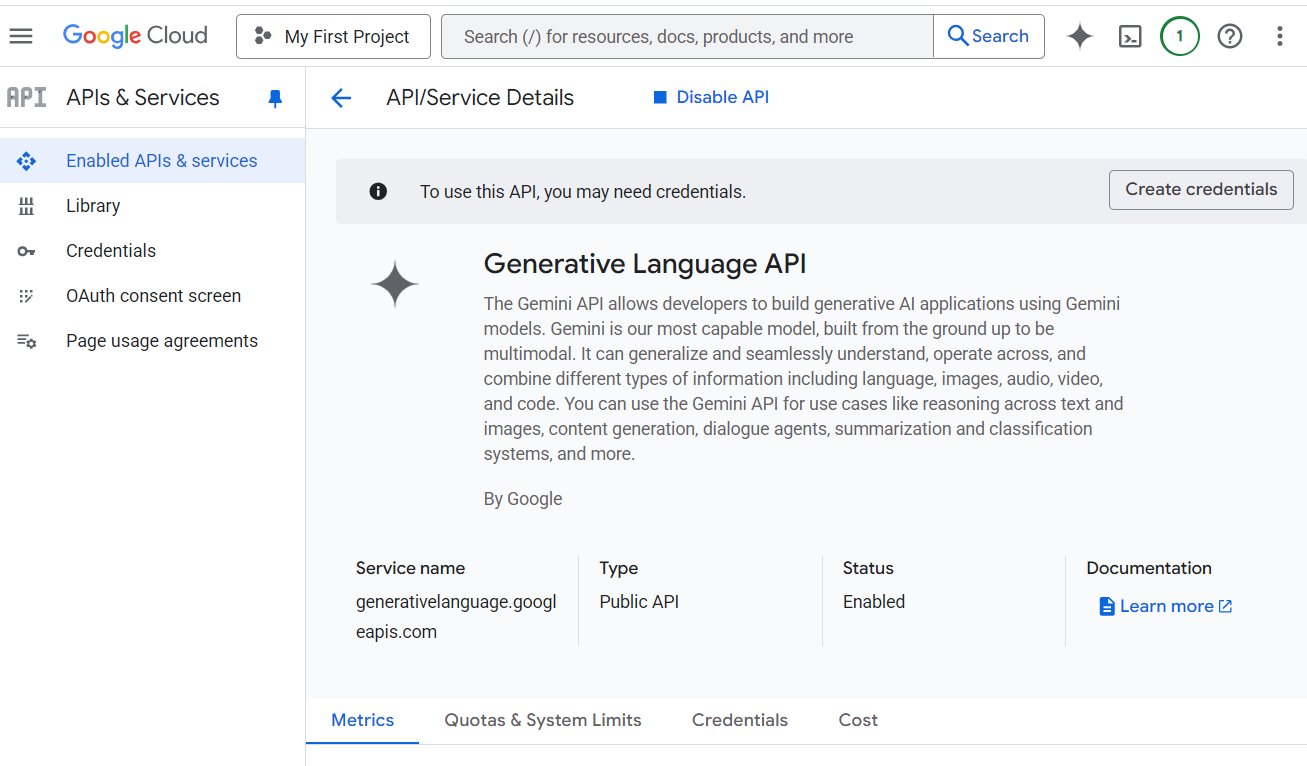 Google Cloud
My First Project
Search (/) for resources, docs, products, and more
Search
1
API
APIs & Services
API/Service Details
Disable API
Enabled APIs & services
Library
Credentials
OAuth consent screen
Page usage agreements
To use this API, you may need credentials.
Create credentials
Generative Language API
The Gemini API allows developers to build generative AI applications using Gemini
models. Gemini is our most capable model, built from the ground up to be
multimodal. It can generalize and seamlessly understand, operate across, and
combine different types of information including language, images, audio, video,
and code. You can use the Gemini API for use cases like reasoning across text and
images, content generation, dialogue agents, summarization and classification
systems, and more.
By Google
Service name
generativelanguage.googl
eapis.com
Type
Public API
Status
Enabled
Documentation
Learn more
Metrics
Quotas & System Limits
Credentials
Cost